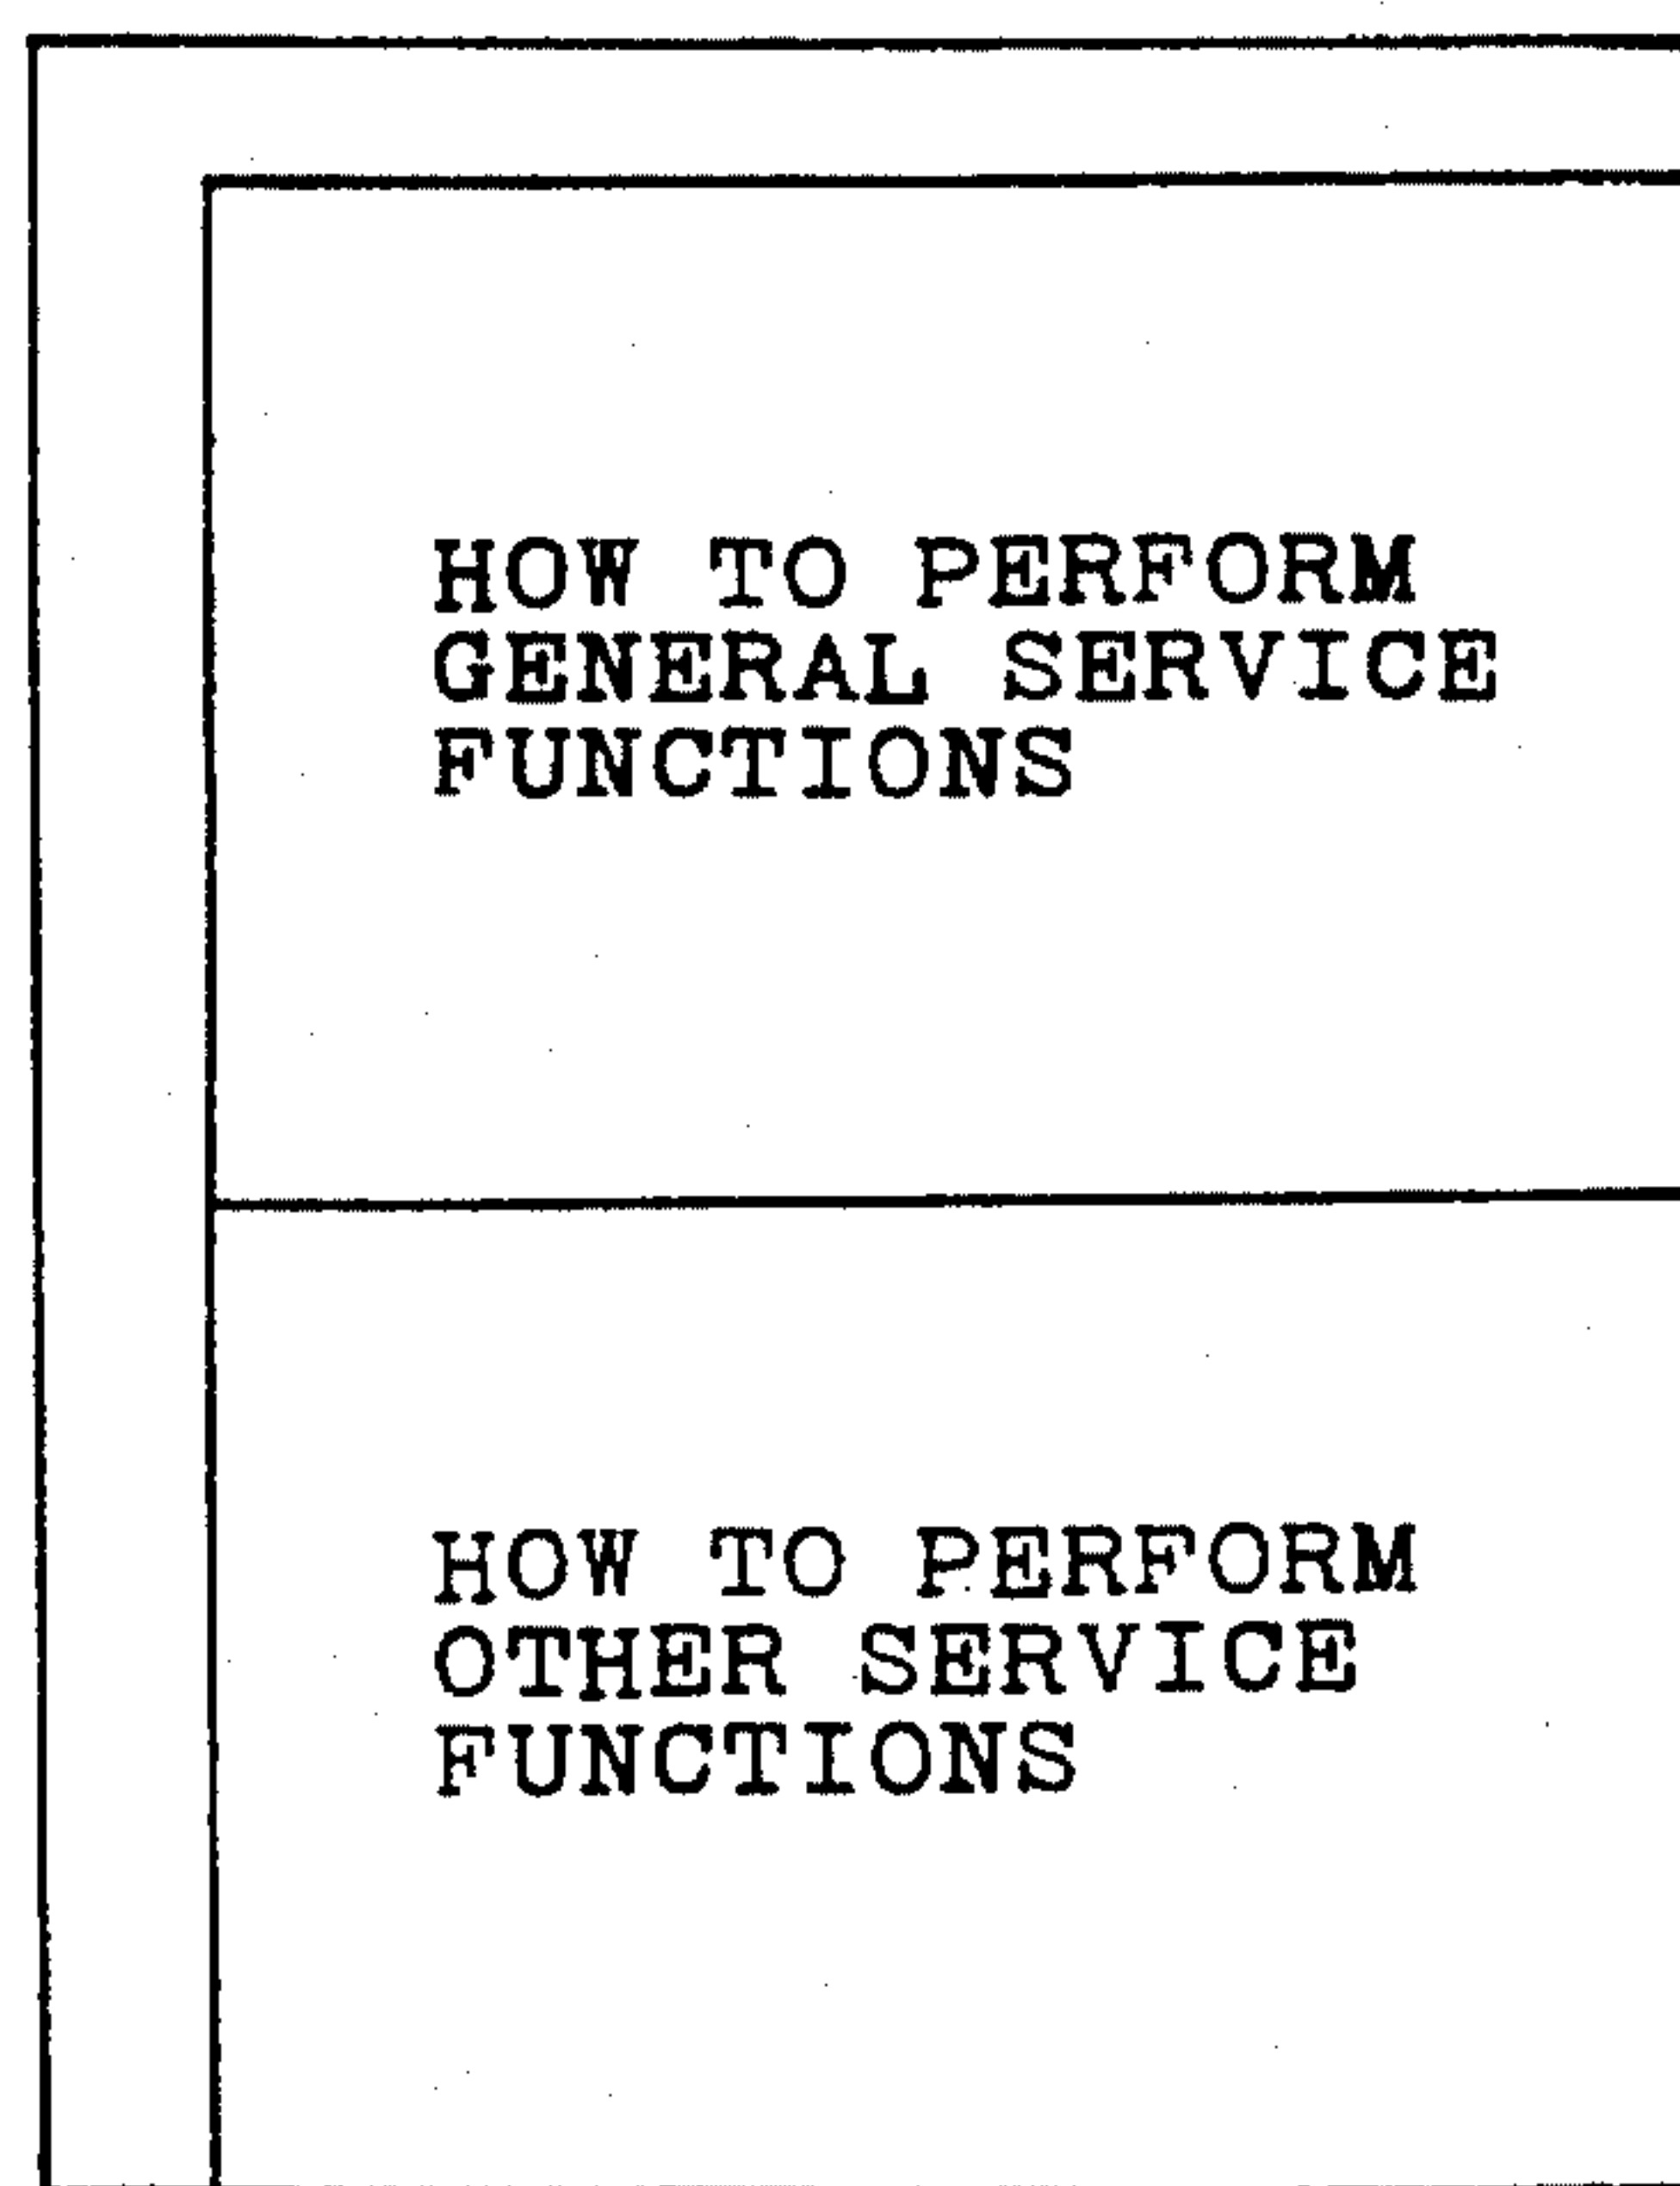 HOW TO PERFORM
GENERAL SERVICE
FUNCTIONS
HOW TO PERFORM
OTHER SERVICE
FUNCTIONS